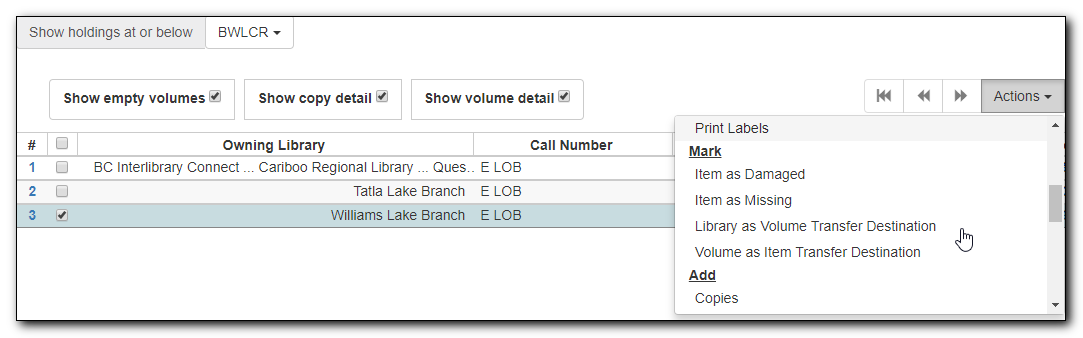 Show holdings at or below BWLCR
Show empty volumes Show copy detail Show volume detail Actions
# Owning Library Call Number
1 BC Interlibrary Connect ... Cariboo Regional Library ... Ques.. E LOB
2 Tatla Lake Branch E LOB
3 Williams Lake Branch E LOB
Print Labels
Mark
Item as Damaged
Item as Missing
Library as Volume Transfer Destination
Volume as Item Transfer Destination
Add
Copies